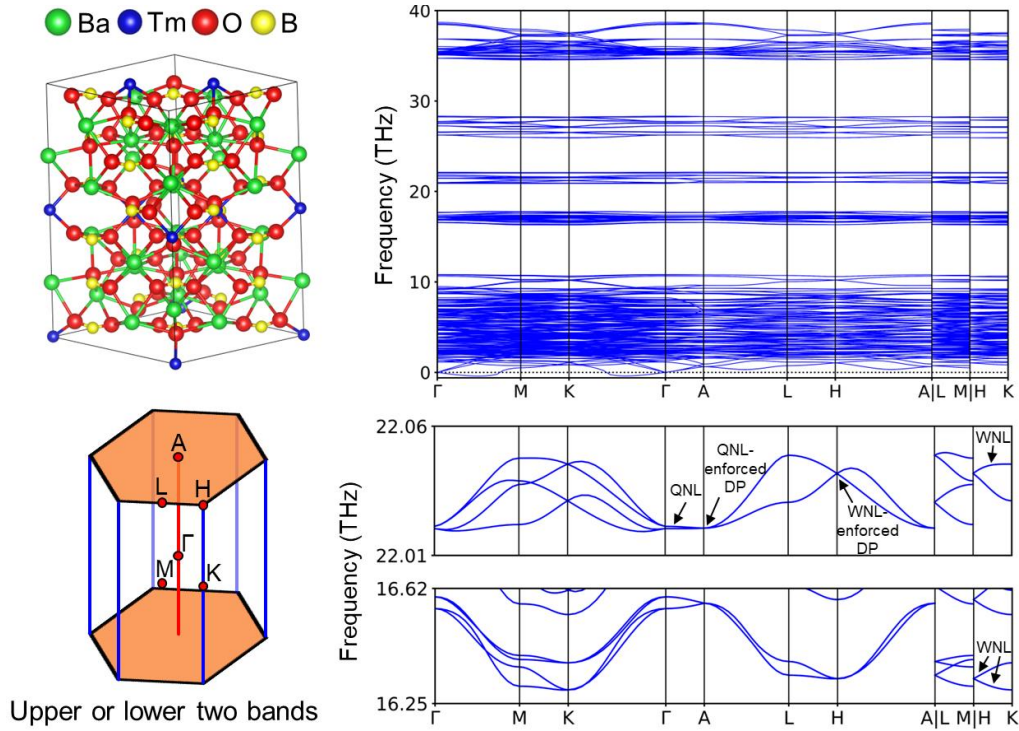 Ba Tm O B
Frequency (THz)
40
30
20
10
0
Γ M K Γ A L H A|L M|H K
A
L H
Γ
M K
Upper or lower two bands
Frequency (THz)
22.06
22.01
QNL
QNL-
enforced
DP
WNL-
enforced
DP
WNL
16.62
16.25
WNL
Γ M K Γ A L H A|L M|H K